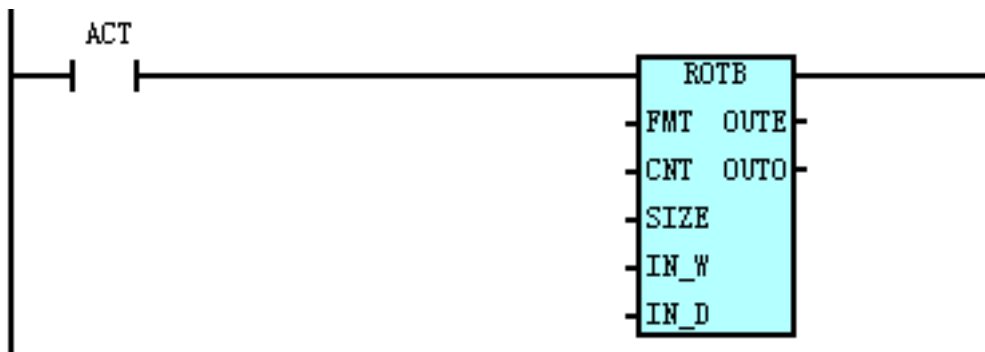 ACT
ROTB
FMT OUTE
CNT OUTO
SIZE
IN_W
IN_D